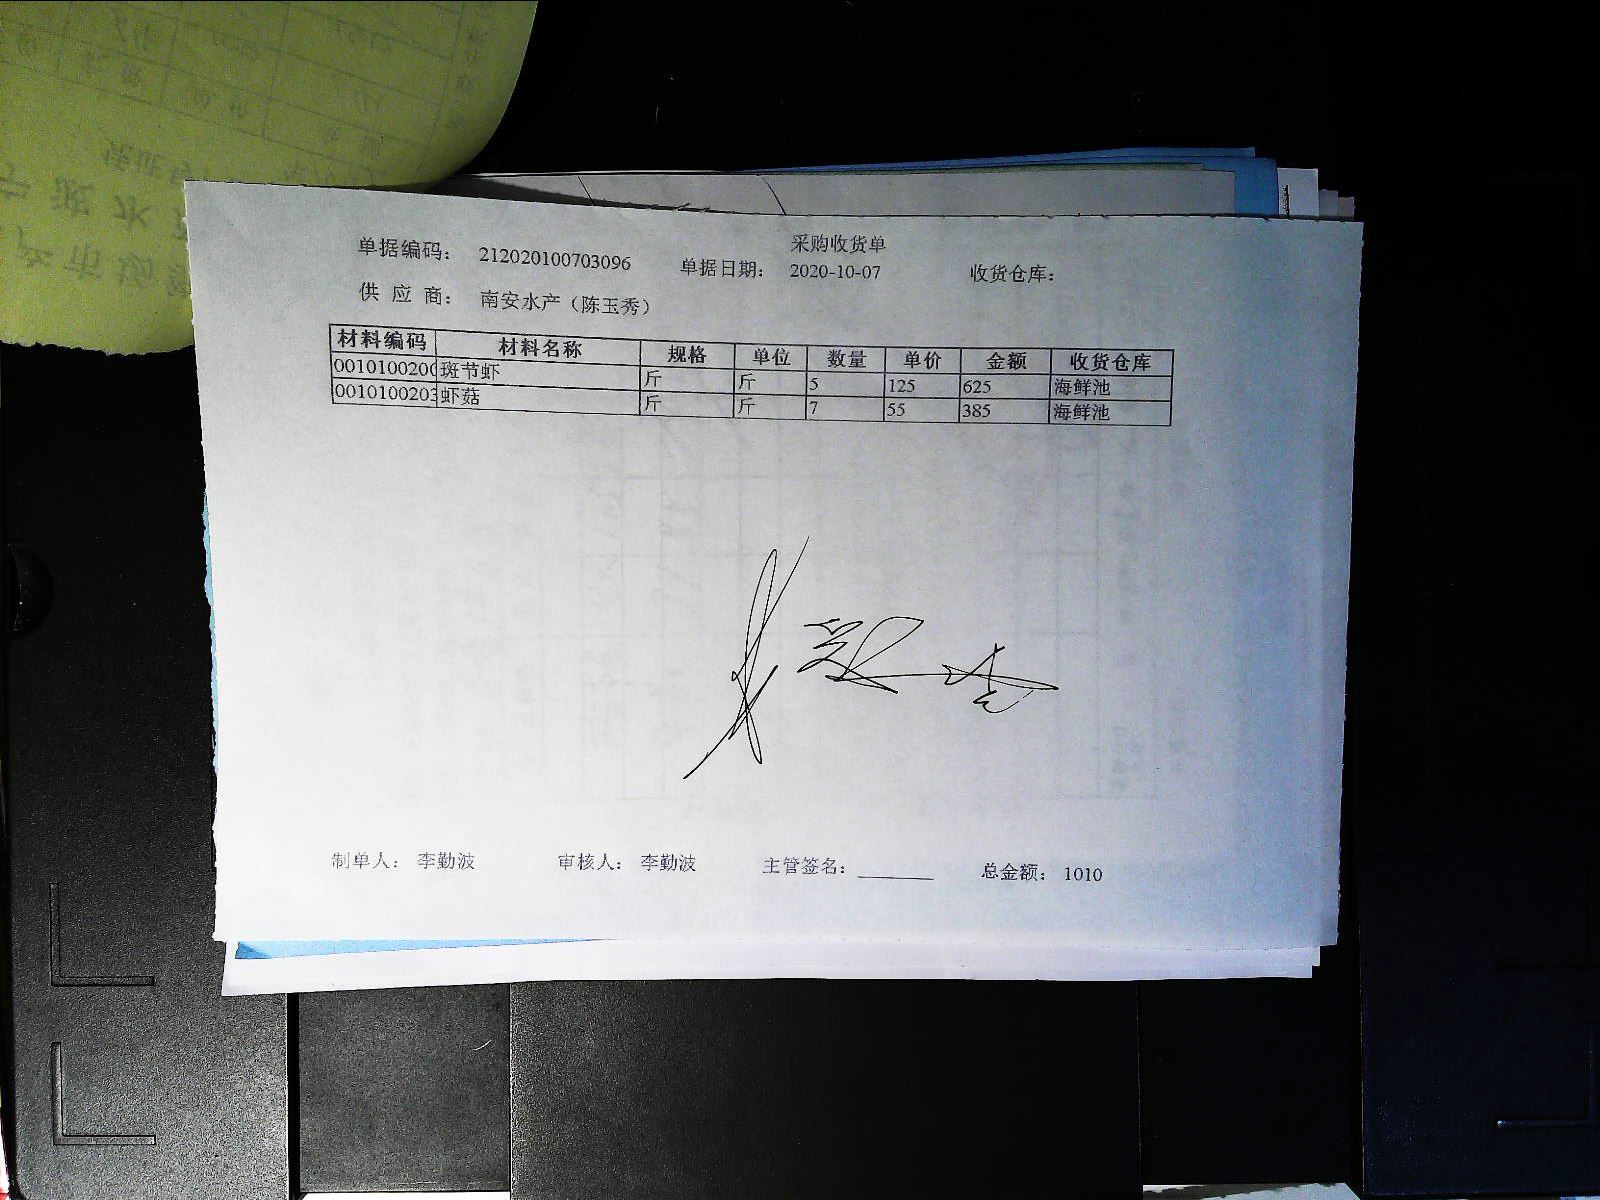 采购收货单
单据编码： 212020100703096 单据日期： 2020-10-07 收货仓库：
供 应 商： 南安水产（陈玉秀）
材料编码 材料名称 规格 单位 数量 单价 金额 收货仓库
0010100200 斑节虾 斤 斤 5 125 625 海鲜池
0010100203 虾菇 斤 斤 7 55 385 海鲜池
制单人： 李勤波 审核人： 李勤波 主管签名：______ 总金额： 1010